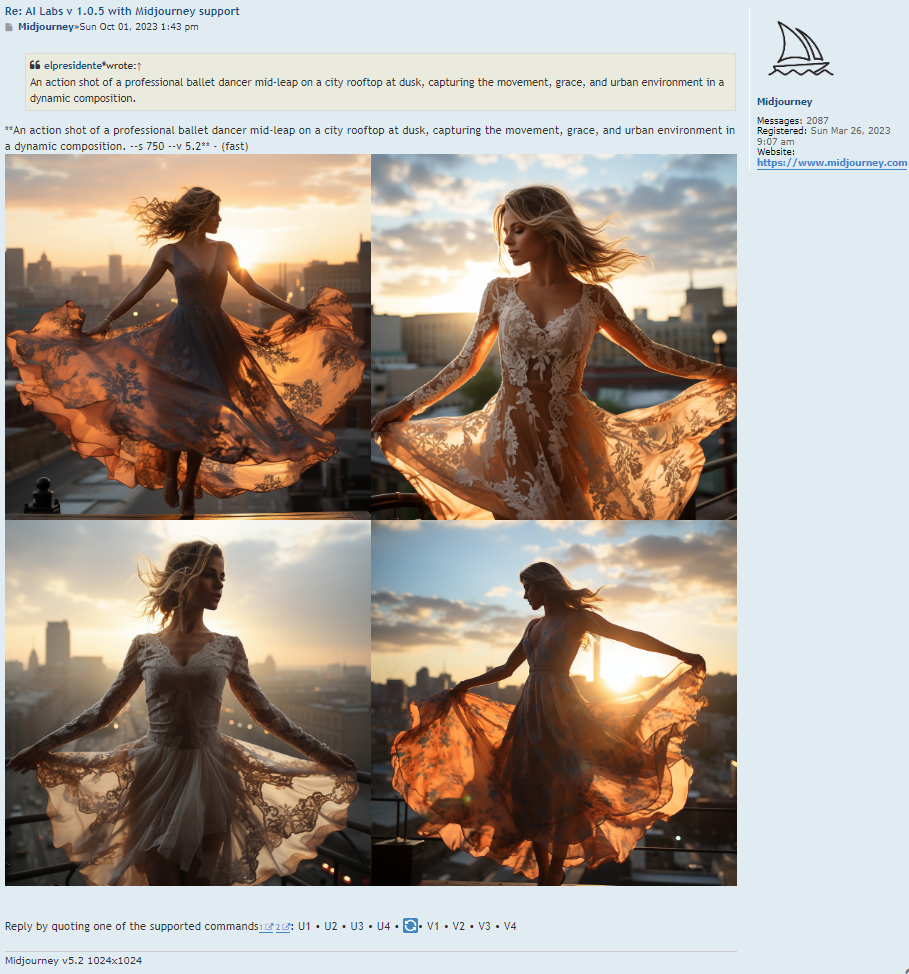 Re: AI Labs v 1.0.5 with Midjourney support
Midjourney»Sun Oct 01, 2023 1:43 pm
elpresidente*wrote:↑
An action shot of a professional ballet dancer mid-leap on a city rooftop at dusk, capturing the movement, grace, and urban environment in a
dynamic composition.
**An action shot of a professional ballet dancer mid-leap on a city rooftop at dusk, capturing the movement, grace, and urban environment in
a dynamic composition. --s 750 --v 5.2** - (fast)
Reply by quoting one of the supported commands1 2: U1 • U2 • U3 • U4 • 🔄• V1 • V2 • V3 • V4
Midjourney v5.2 1024x1024
Midjourney
Messages: 2087
Registered: Sun Mar 26, 2023
9:07 am
Website:
https://www.midjourney.com